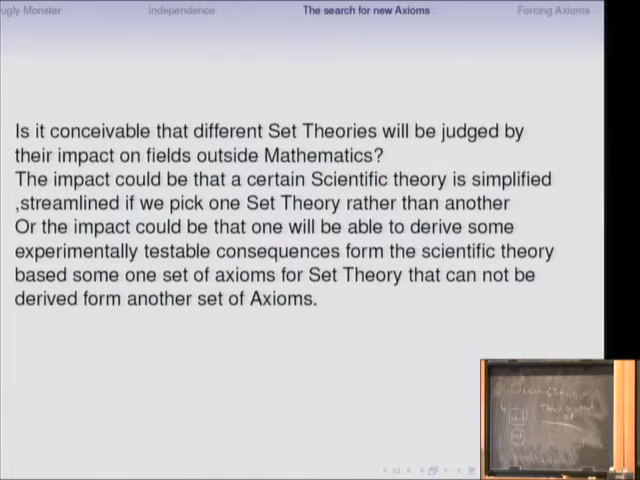 ugly Monster Independence The search for new Axioms Forcing Axioms
Is it conceivable that different Set Theories will be judged by
their impact on fields outside Mathematics?
The impact could be that a certain Scientific theory is simplified
,streamlined if we pick one Set Theory rather than another
Or the impact could be that one will be able to derive some
experimentally testable consequences form the scientific theory
based some one set of axioms for Set Theory that can not be
derived form another set of Axioms.